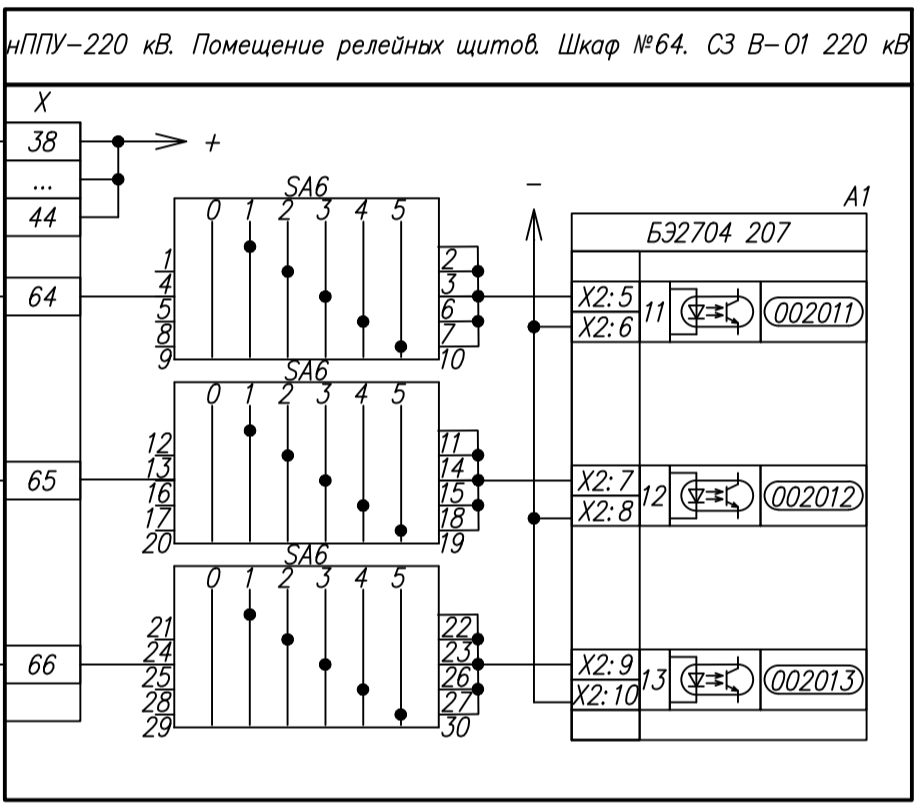 нППУ-220 кВ. Помещение релейных щитов. Шкаф №64. СЗ В-01 220 кВ
X
38
+
...
44
64
65
66
SA6
0 1 2 3 4 5
1 2
4 3
5 6
8 7
9 10
SA6
0 1 2 3 4 5
12 11
13 14
16 15
17 18
20 19
SA6
0 1 2 3 4 5
21 22
24 23
25 26
28 27
29 30
-
A1
БЭ2704 207
X2:5 11 002011
X2:6
X2:7 12 002012
X2:8
X2:9 13 002013
X2:10